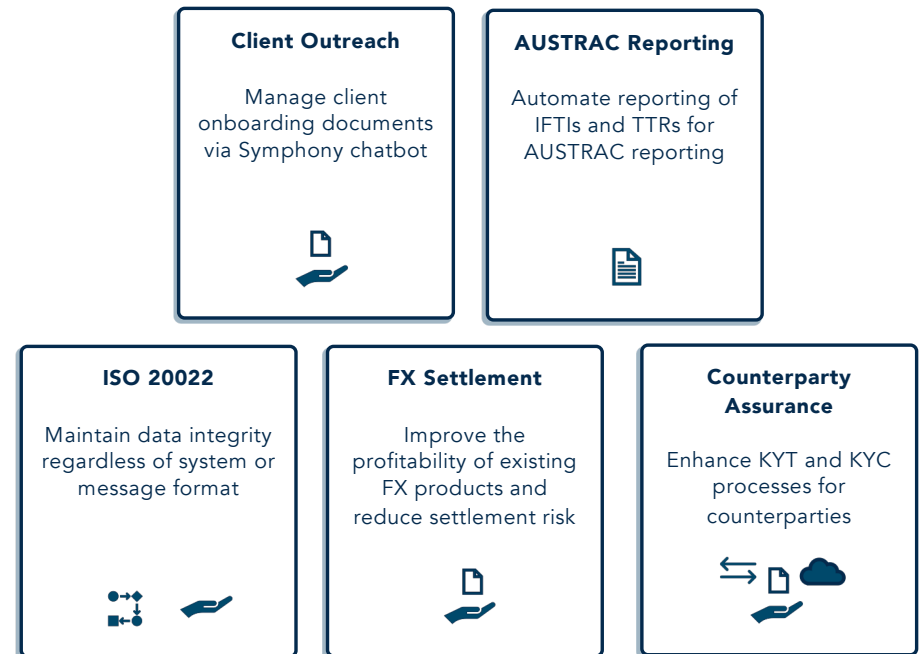 Client Outreach
Manage client
onboarding documents
via Symphony chatbot
AUSTRAC Reporting
Automate reporting of
IFTIs and TTRs for
AUSTRAC reporting
ISO 20022
Maintain data integrity
regardless of system or
message format
FX Settlement
Improve the
profitability of existing
FX products and
reduce settlement risk
Counterparty
Assurance
Enhance KYT and KYC
processes for
counterparties